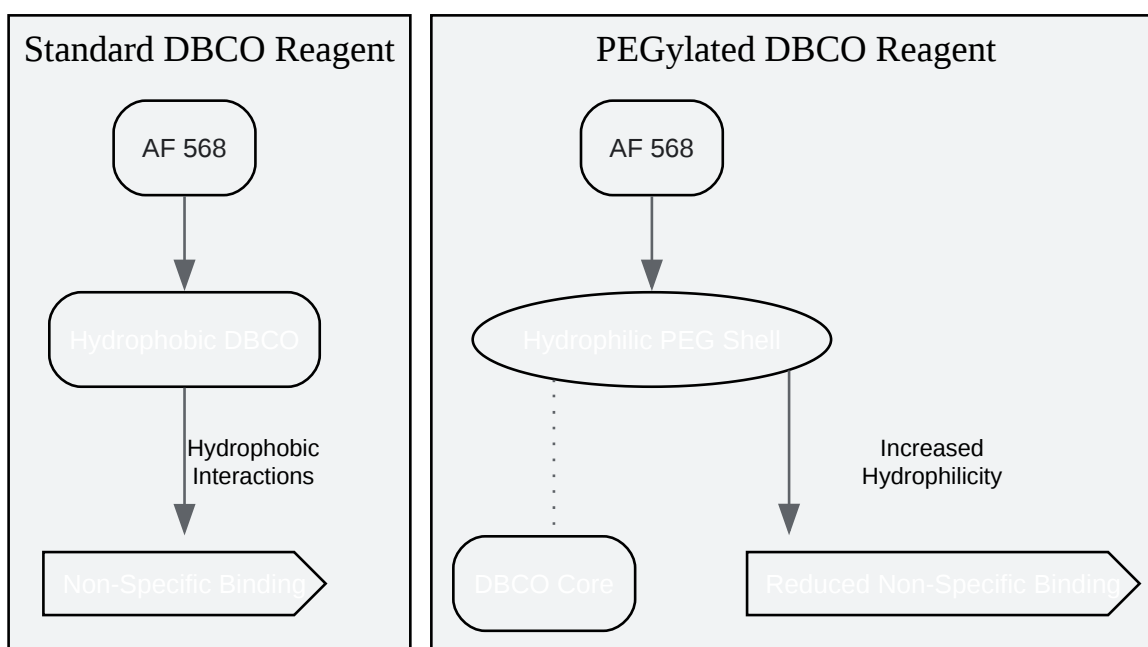 Standard DBCO Reagent
AF 568
Hydrophobic DBCO
Hydrophobic
Interactions
Non-Specific Binding
PEGylated DBCO Reagent
AF 568
Hydrophilic PEG Shell
Increased
Hydrophilicity
DBCO Core
Reduced Non-Specific Binding